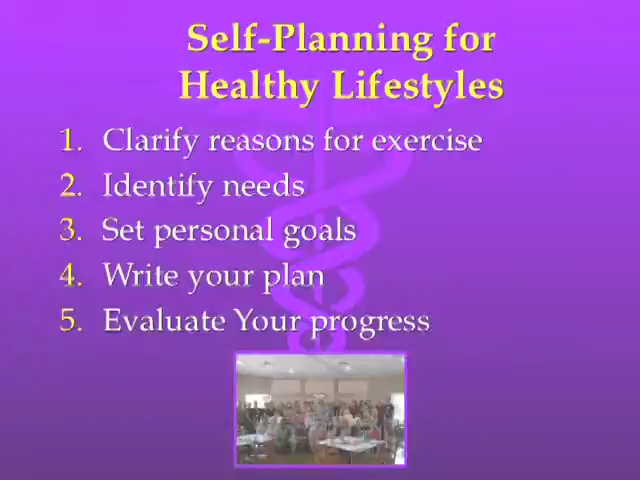 Self-Planning for
Healthy Lifestyles
1. Clarify reasons for exercise
2. Identify needs
3. Set personal goals
4. Write your plan
5. Evaluate Your progress